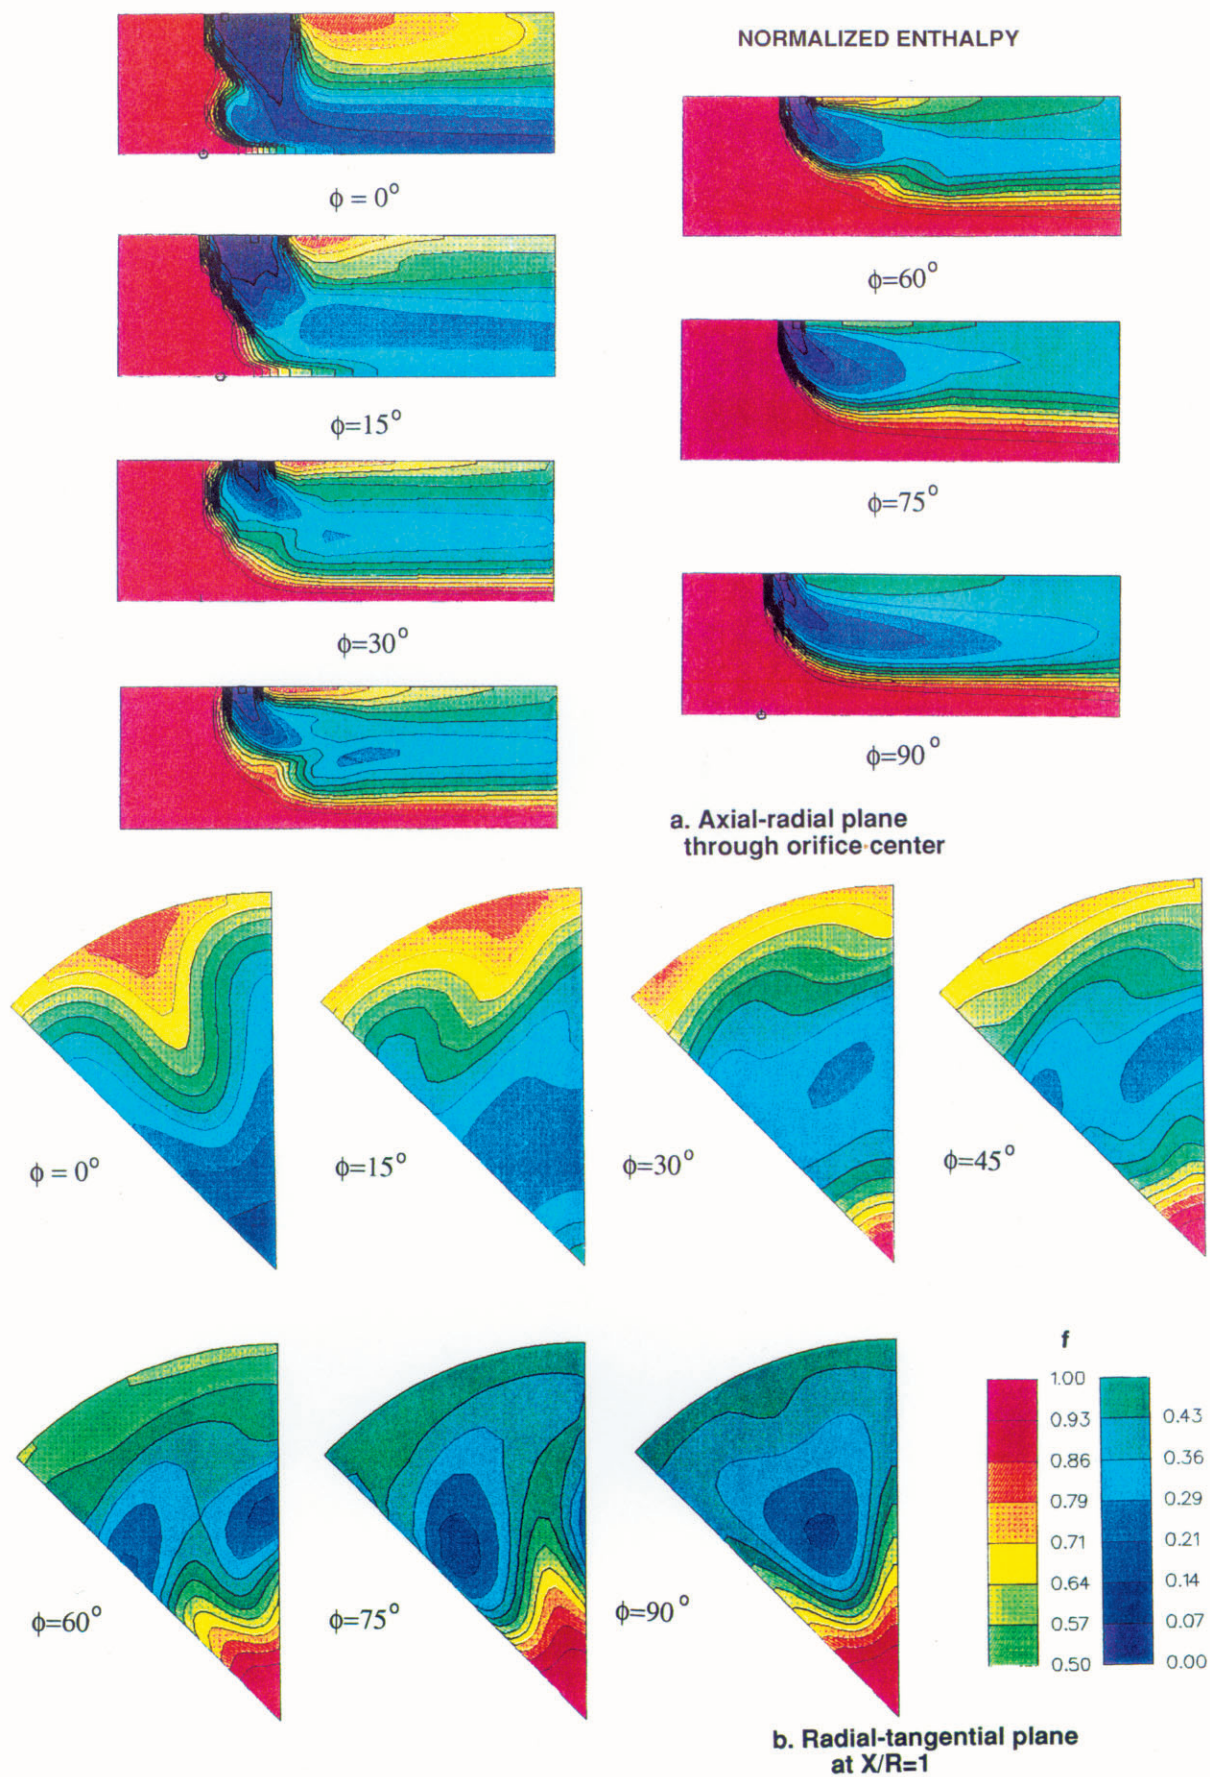 NORMALIZED ENTHALPY
ϕ = 0°
ϕ=15°
ϕ=30°
ϕ=60°
ϕ=75°
ϕ=90°
a. Axial-radial plane
through orifice center
ϕ = 0°
ϕ=15°
ϕ=30°
ϕ=45°
ϕ=60°
ϕ=75°
ϕ=90°
f
1.00
0.93
0.86
0.79
0.71
0.64
0.57
0.50
0.43
0.36
0.29
0.21
0.14
0.07
0.00
b. Radial-tangential plane
at X/R=1